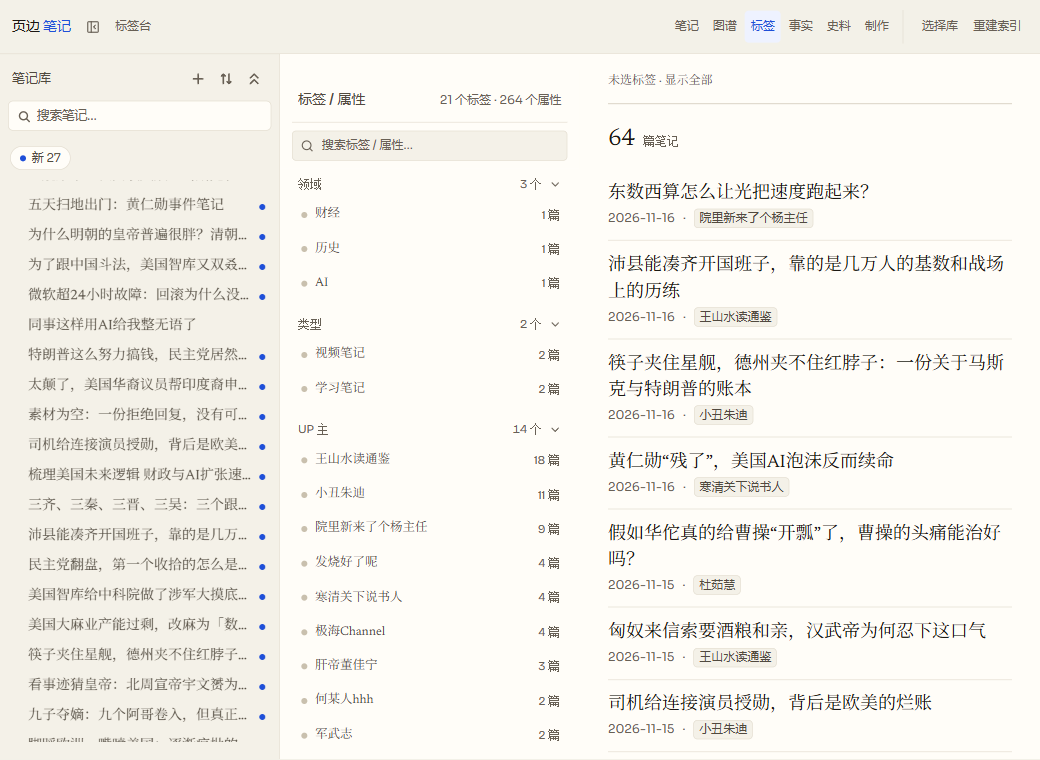 页边 笔记
标签台
笔记 图谱 标签 事实 史料 制作 选择库 重建索引
笔记库
搜索笔记...
新 27
五天扫地出门：黄仁勋事件笔记
为什么明朝的皇帝普遍很胖？清朝...
为了跟中国斗法，美国智库又双叒...
微软超24小时故障：回滚为什么没...
同事这样用AI给我整无语了
特朗普这么努力搞钱，民主党居然...
太颠了，美国华裔议员帮印度裔申...
素材为空：一份拒绝回复，没有可...
司机给连接演员授勋，背后是欧美...
梳理美国未来逻辑 财政与AI扩张速...
三齐、三秦、三晋、三吴：三个跟...
沛县能凑齐开国班子，靠的是几万...
民主党翻盘，第一个收拾的怎么是...
美国智库给中科院做了涉军大摸底...
美国大麻业产能过剩，改麻为「数...
筷子夹住星舰，德州夹不住红脖子...
看事迹猜皇帝：北周宣帝宇文赟为...
九子夺嫡：九个阿哥卷入，但真正...
标签 / 属性
21 个标签 · 264 个属性
搜索标签 / 属性...
领域 3 个
财经 1 篇
历史 1 篇
AI 1 篇
类型 2 个
视频笔记 2 篇
学习笔记 2 篇
UP 主 14 个
王山水读通鉴 18 篇
小丑朱迪 11 篇
院里新来了个杨主任 9 篇
发烧好了呢 4 篇
寒清关下说书人 4 篇
极海Channel 4 篇
肝帝董佳宁 3 篇
何某人hhh 2 篇
军武志 2 篇
未选标签 · 显示全部
64 篇笔记
东数西算怎么让光把速度跑起来？
2026-11-16 · 院里新来了个杨主任
沛县能凑齐开国班子，靠的是几万人的基数和战场
上的历练
2026-11-16 · 王山水读通鉴
筷子夹住星舰，德州夹不住红脖子：一份关于马斯
克与特朗普的账本
2026-11-16 · 小丑朱迪
黄仁勋“残了”，美国AI泡沫反而续命
2026-11-16 · 寒清关下说书人
假如华佗真的给曹操“开瓢”了，曹操的头痛能治好
吗？
2026-11-15 · 杜茹慧
匈奴来信索要酒粮和亲，汉武帝为何忍下这口气
2026-11-15 · 王山水读通鉴
司机给连接演员授勋，背后是欧美的烂账
2026-11-15 · 小丑朱迪